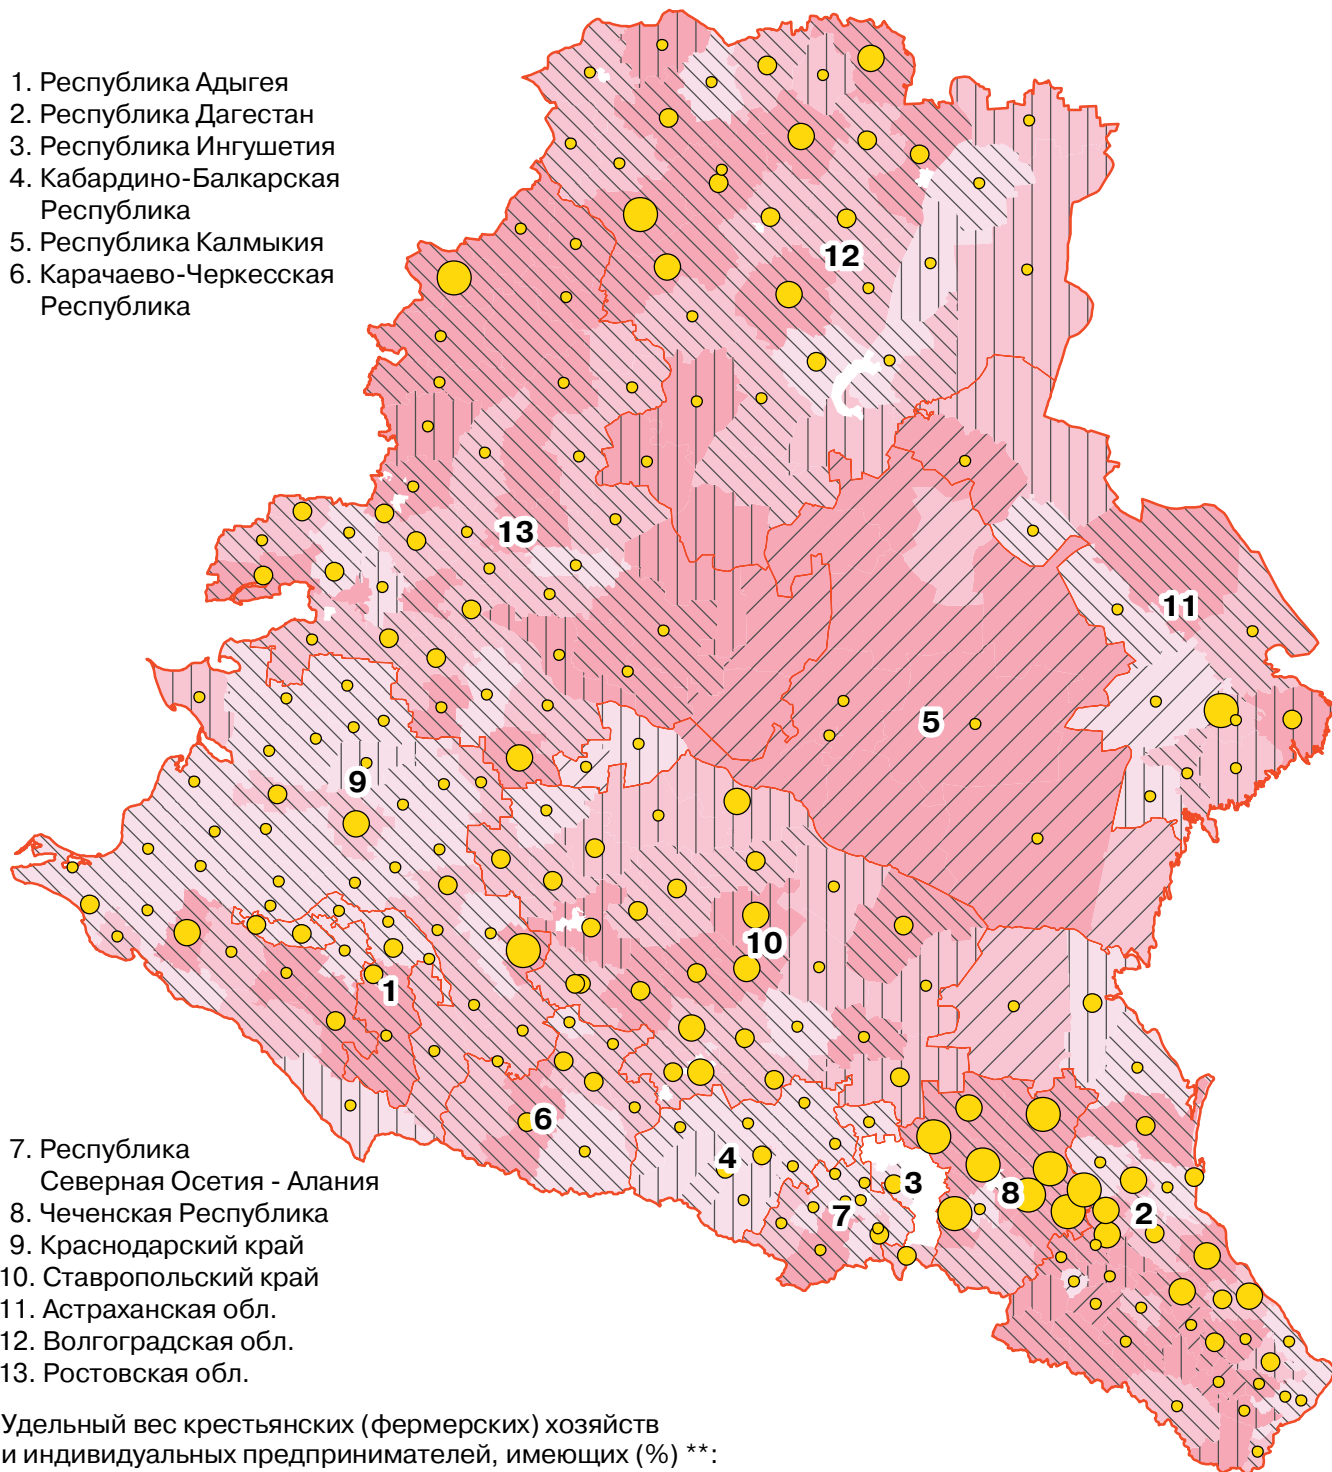 1. Республика Адыгея
2. Республика Дагестан
3. Республика Ингушетия
4. Кабардино-Балкарская
Республика
5. Республика Калмыкия
6. Карачаево-Черкесская
Республика
12
13
11
5
9
10
1
6
4
3
8
7
2
7. Республика
Северная Осетия - Алания
8. Чеченская Республика
9. Краснодарский край
10. Ставропольский край
11. Астраханская обл.
12. Волгоградская обл.
13. Ростовская обл.
Удельный вес крестьянских (фермерских) хозяйств
и индивидуальных предпринимателей, имеющих (%) **: